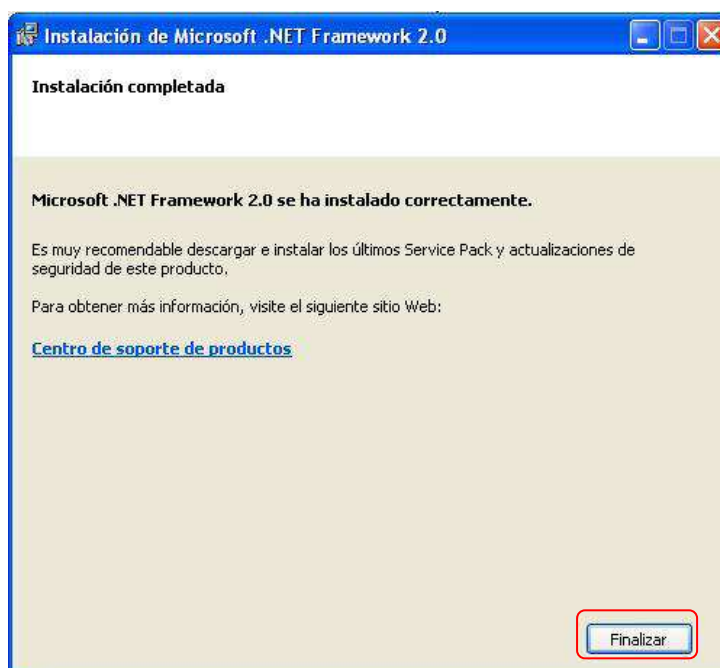 Instalación de Microsoft .NET Framework 2.0
Instalación completada
Microsoft .NET Framework 2.0 se ha instalado correctamente.
Es muy recomendable descargar e instalar los últimos Service Pack y actualizaciones de
seguridad de este producto.
Para obtener más información, visite el siguiente sitio Web:
Centro de soporte de productos
Finalizar